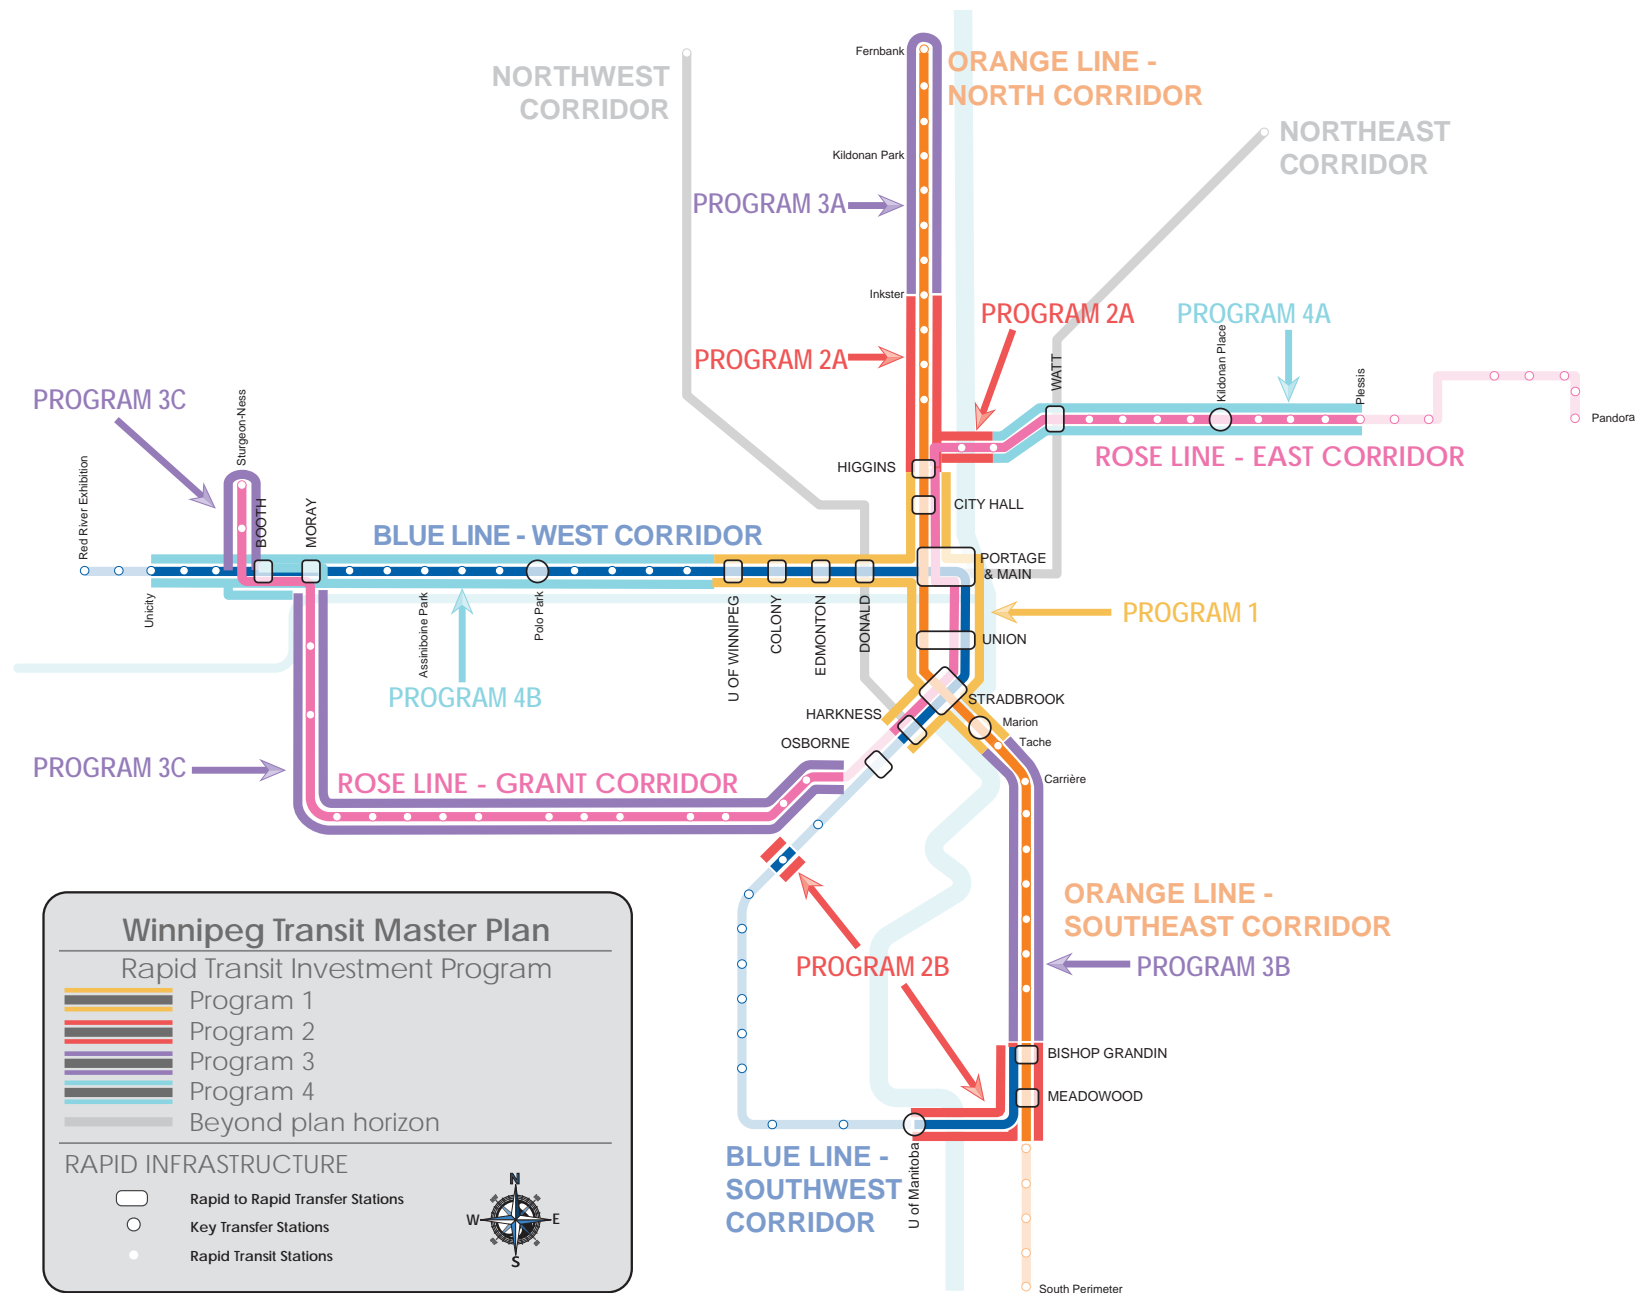 Fernbank
ORANGE LINE -
NORTH CORRIDOR
NORTHWEST
CORRIDOR
NORTHEAST
CORRIDOR
Kildonan Park
PROGRAM 3A
Inkster
PROGRAM 2A
PROGRAM 4A
PROGRAM 2A
Kildonan Place
WATT
Plessis
Pandora
PROGRAM 3C
Sturgeon-Ness
ROSE LINE - EAST CORRIDOR
HIGGINS
CITY HALL
Red River Exhibition
BOOTH
MORAY
BLUE LINE - WEST CORRIDOR
PORTAGE
& MAIN
Unicity
Assiniboine Park
Polo Park
U OF WINNIPEG
COLONY
EDMONTON
DONALD
PROGRAM 1
UNION
PROGRAM 4B
STRADBROOK
HARKNESS
Marion
OSBORNE
Tache
PROGRAM 3C
Carrière
ROSE LINE - GRANT CORRIDOR
ORANGE LINE -
SOUTHEAST CORRIDOR
PROGRAM 2B
PROGRAM 3B
BISHOP GRANDIN
MEADOWOOD
BLUE LINE -
SOUTHWEST
CORRIDOR
U of Manitoba
South Perimeter
Winnipeg Transit Master Plan
Rapid Transit Investment Program
Program 1
Program 2
Program 3
Program 4
Beyond plan horizon
RAPID INFRASTRUCTURE
Rapid to Rapid Transfer Stations
Key Transfer Stations
Rapid Transit Stations
N
W
E
S